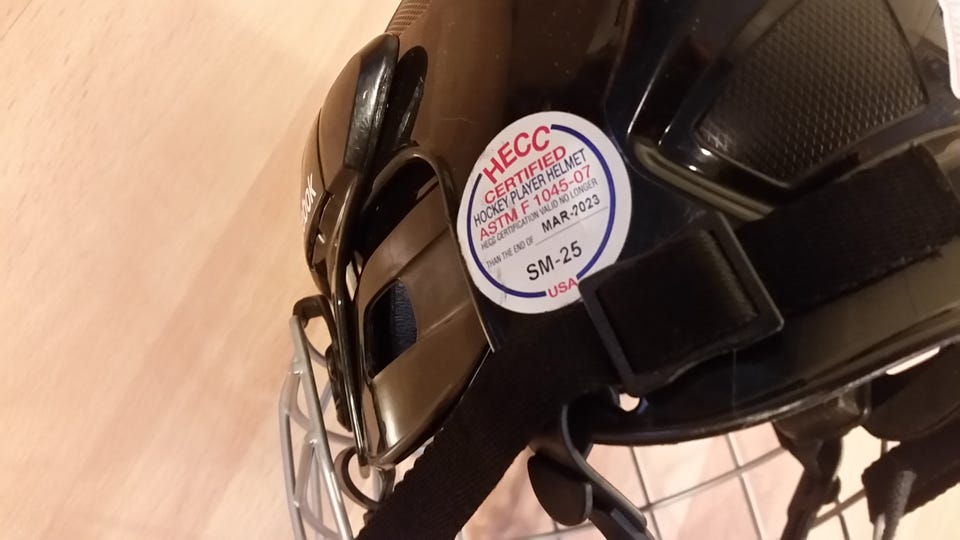 HECC
CERTIFIED
HOCKEY PLAYER HELMET
ASTM F 1045-07
HECC CERTIFICATION VALID NO LONGER
THAN THE END OF MAR-2023
SM-25
USA